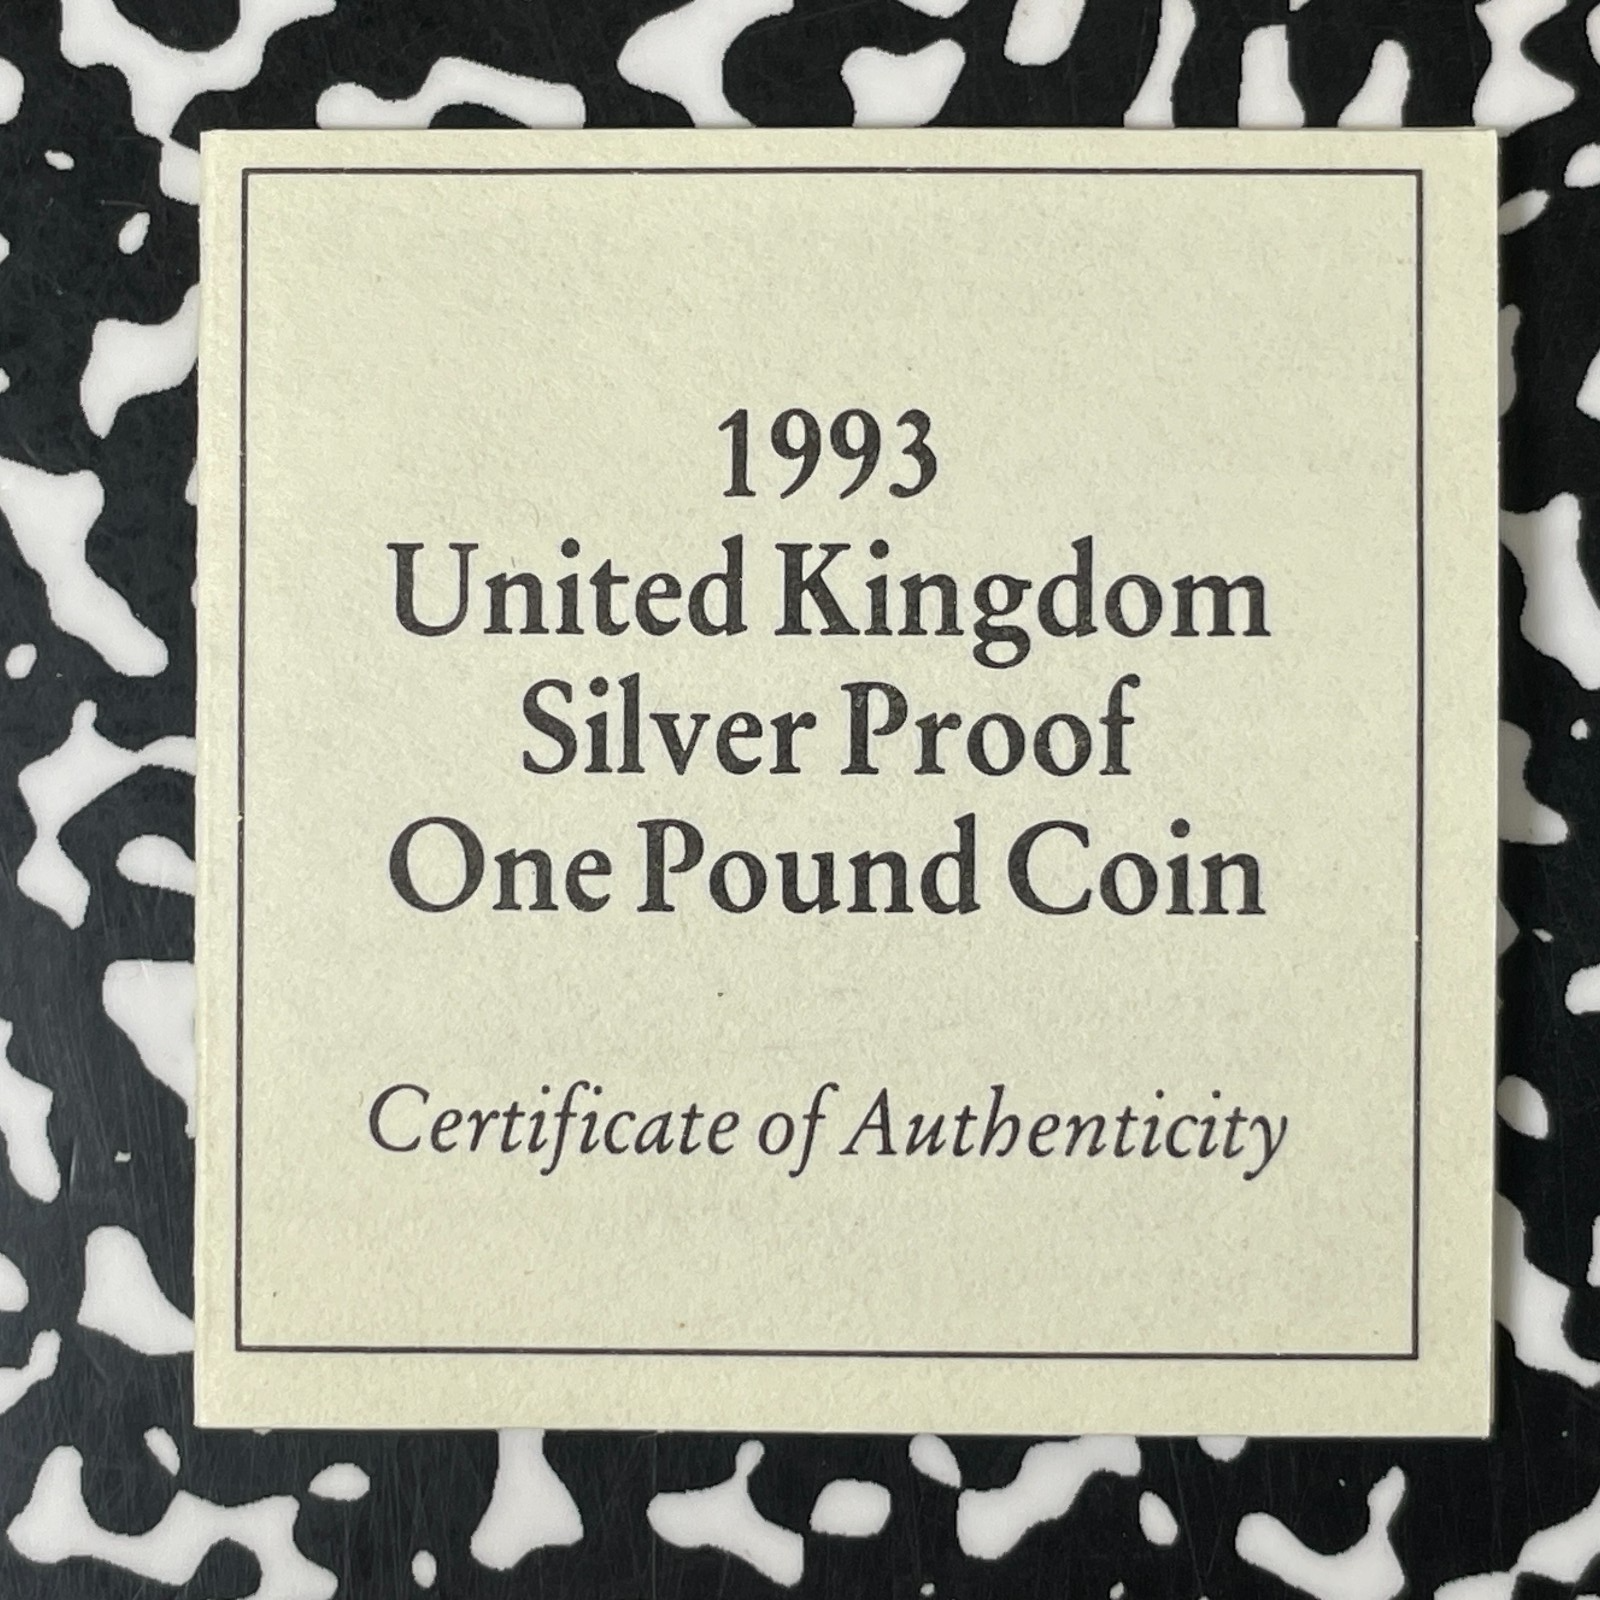 1993
United Kingdom
Silver Proof
One Pound Coin
Certificate of Authenticity